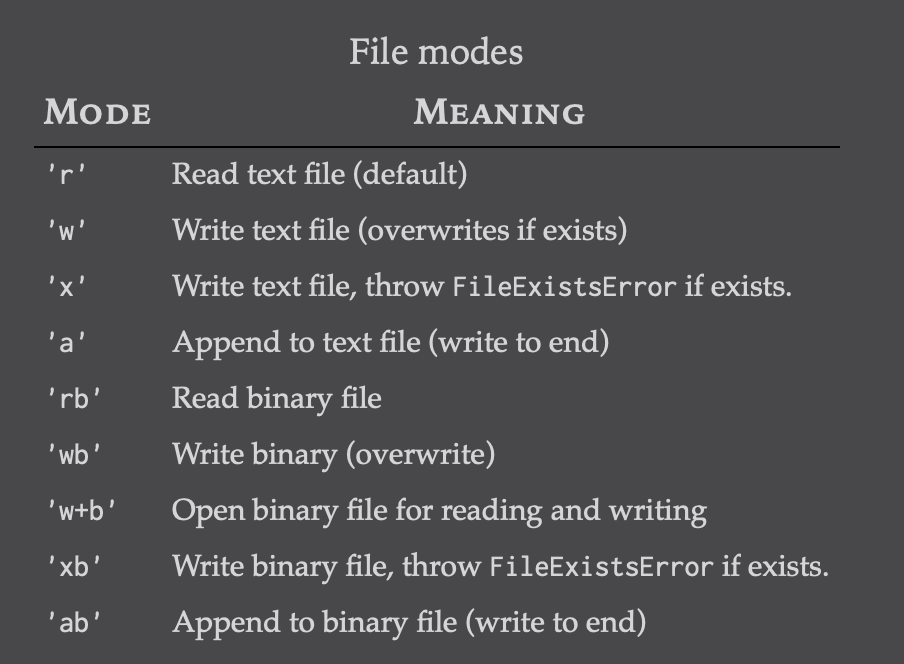 File modes
Mode Meaning
'r' Read text file (default)
'w' Write text file (overwrites if exists)
'x' Write text file, throw FileExistsError if exists.
'a' Append to text file (write to end)
'rb' Read binary file
'wb' Write binary (overwrite)
'w+b' Open binary file for reading and writing
'xb' Write binary file, throw FileExistsError if exists.
'ab' Append to binary file (write to end)